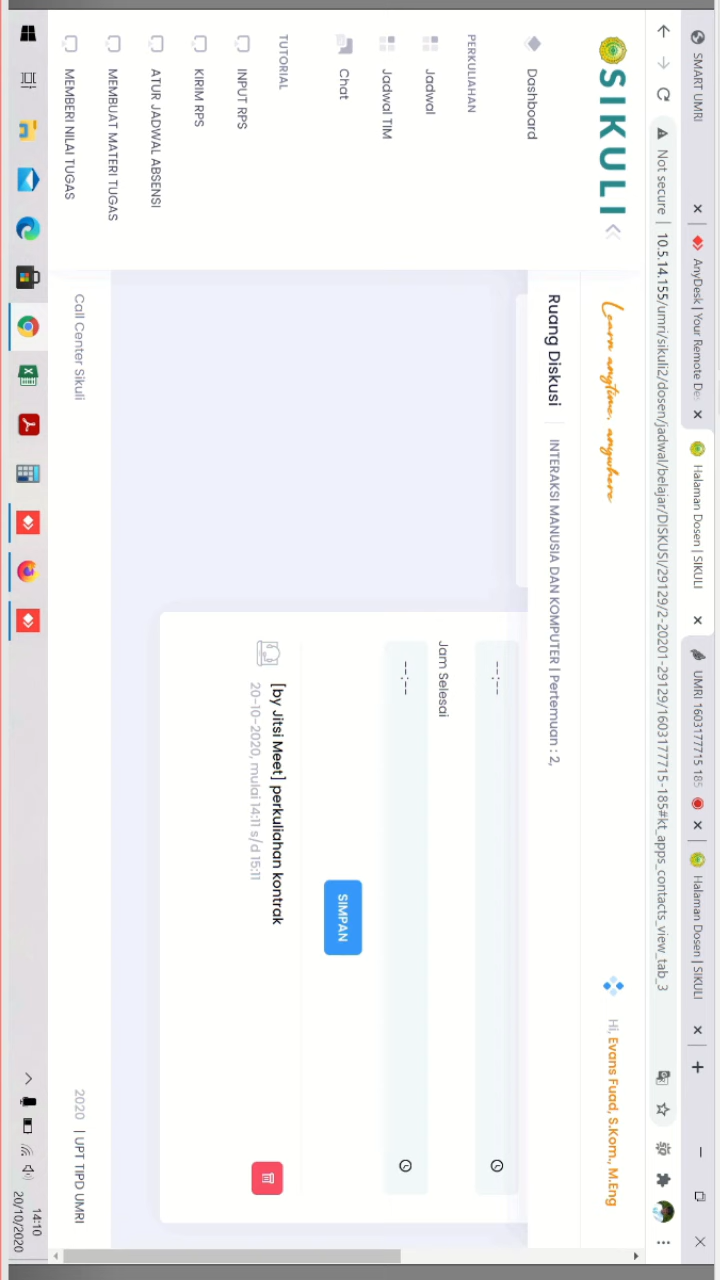 SMART UMRI
AnyDesk | Your Remote De
Halaman Dosen | SIKULI
UMRI 1603177715 185
Halaman Dosen | SIKULI
Not secure | 10.5.14.155/umri/sikuli2/dosen/jadwal/belajar/DISKUSI/29129/2-20201-29129/1603177715-185#kt_apps_contacts_view_tab_3
SIKULI
Learn anytime, anywhere
Hi, Evans Fuad, S.Kom., M.Eng
Ruang Diskusi
INTERAKSI MANUSIA DAN KOMPUTER | Pertemuan : 2,
Dashboard
PERKULIAHAN
Jadwal
Jadwal TIM
Chat
TUTORIAL
INPUT RPS
KIRIM RPS
ATUR JADWAL ABSENSI
MEMBUAT MATERI TUGAS
MEMBERI NILAI TUGAS
--:--
Jam Selesai
--:--
SIMPAN
[by Jitsi Meet] perkuliahan kontrak
20-10-2020, mulai 14:11 s/d 15:11
Call Center Sikuli
2020 | UPT TIPD UMRI
14:10
20/10/2020